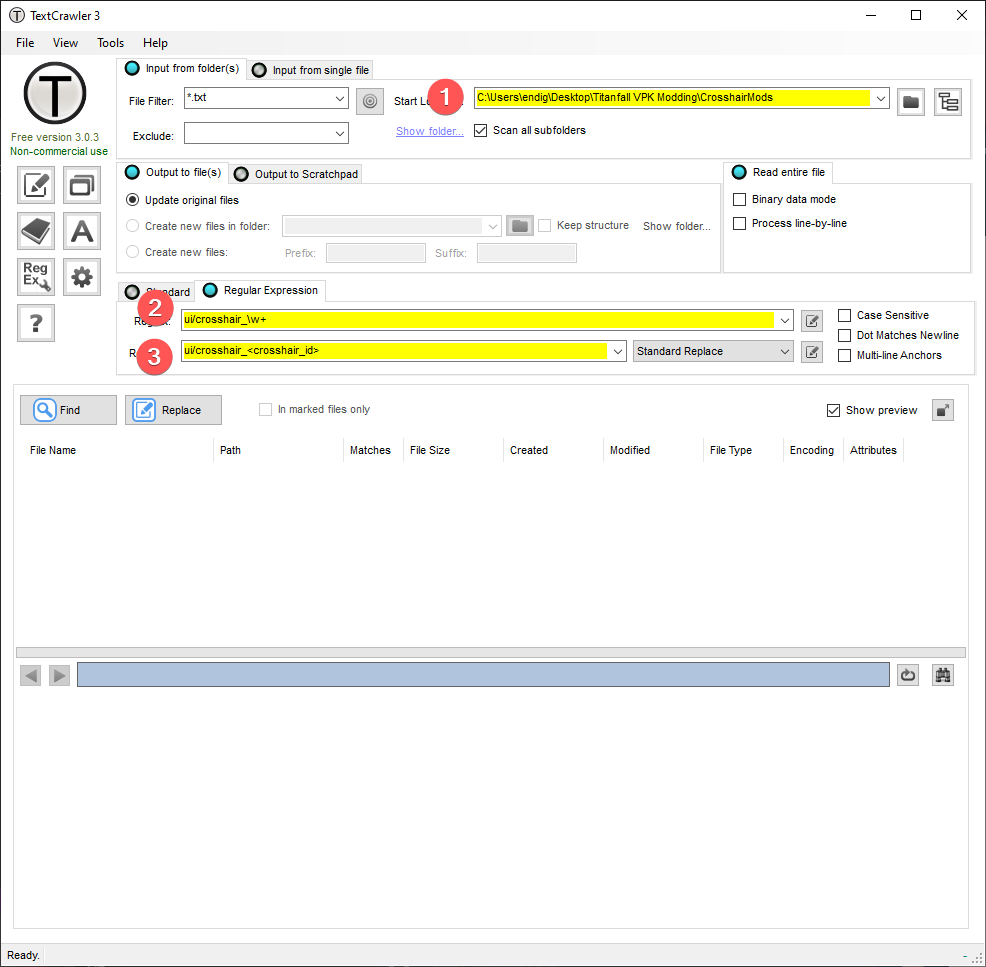 TextCrawler 3
File View Tools Help
Input from folder(s) Input from single file
File Filter: *.txt Start Lo 1 C:\Users\endig\Desktop\Titanfall VPK Modding\CrosshairMods
Exclude: Show folder... Scan all subfolders
Free version 3.0.3
Non-commercial use
Output to file(s) Output to Scratchpad Read entire file
Update original files Binary data mode
Create new files in folder: Keep structure Show folder... Process line-by-line
Create new files: Prefix: Suffix:
Reg
Ex
A
?
Standard Regular Expression
2 ui/crosshair_\w+ Case Sensitive
Dot Matches Newline
3 ui/crosshair_<crosshair_id> Standard Replace Multi-line Anchors
Find Replace In marked files only Show preview
File Name Path Matches File Size Created Modified File Type Encoding Attributes
Ready.